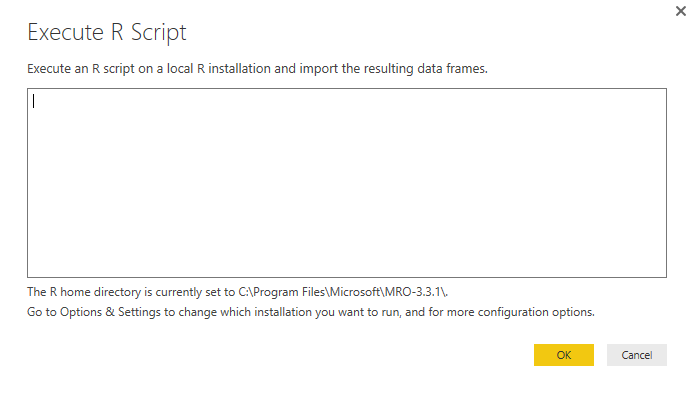 Execute R Script
Execute an R script on a local R installation and import the resulting data frames.
The R home directory is currently set to C:\Program Files\Microsoft\MRO-3.3.1\.
Go to Options & Settings to change which installation you want to run, and for more configuration options.
OK
Cancel